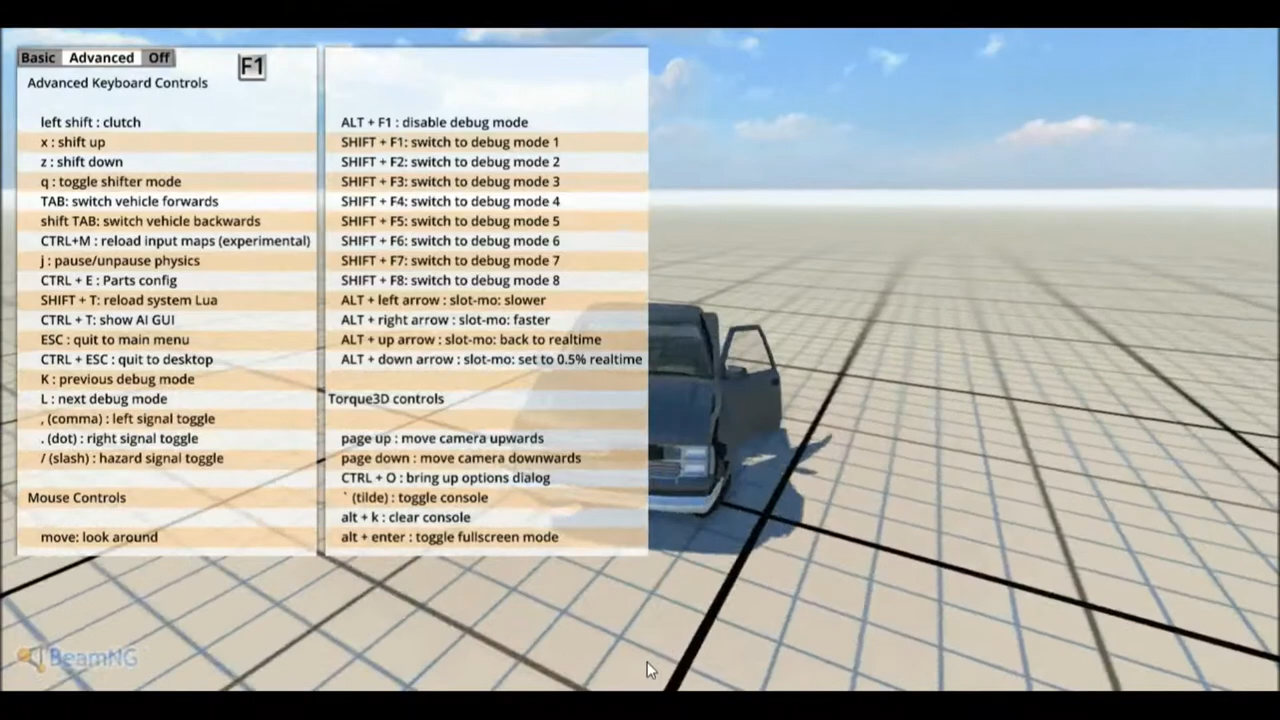 Basic Advanced Off
F1
Advanced Keyboard Controls
left shift : clutch
x : shift up
z : shift down
q : toggle shifter mode
TAB: switch vehicle forwards
shift TAB: switch vehicle backwards
CTRL+M : reload input maps (experimental)
j : pause/unpause physics
CTRL + E : Parts config
SHIFT + T: reload system Lua
CTRL + T: show AI GUI
ESC : quit to main menu
CTRL + ESC : quit to desktop
K : previous debug mode
L : next debug mode
, (comma) : left signal toggle
. (dot) : right signal toggle
/ (slash) : hazard signal toggle
Mouse Controls
move: look around
ALT + F1 : disable debug mode
SHIFT + F1: switch to debug mode 1
SHIFT + F2: switch to debug mode 2
SHIFT + F3: switch to debug mode 3
SHIFT + F4: switch to debug mode 4
SHIFT + F5: switch to debug mode 5
SHIFT + F6: switch to debug mode 6
SHIFT + F7: switch to debug mode 7
SHIFT + F8: switch to debug mode 8
ALT + left arrow : slot-mo: slower
ALT + right arrow : slot-mo: faster
ALT + up arrow : slot-mo: back to realtime
ALT + down arrow : slot-mo: set to 0.5% realtime
Torque3D controls
page up : move camera upwards
page down : move camera downwards
CTRL + O : bring up options dialog
` (tilde) : toggle console
alt + k : clear console
alt + enter : toggle fullscreen mode
BeamNG